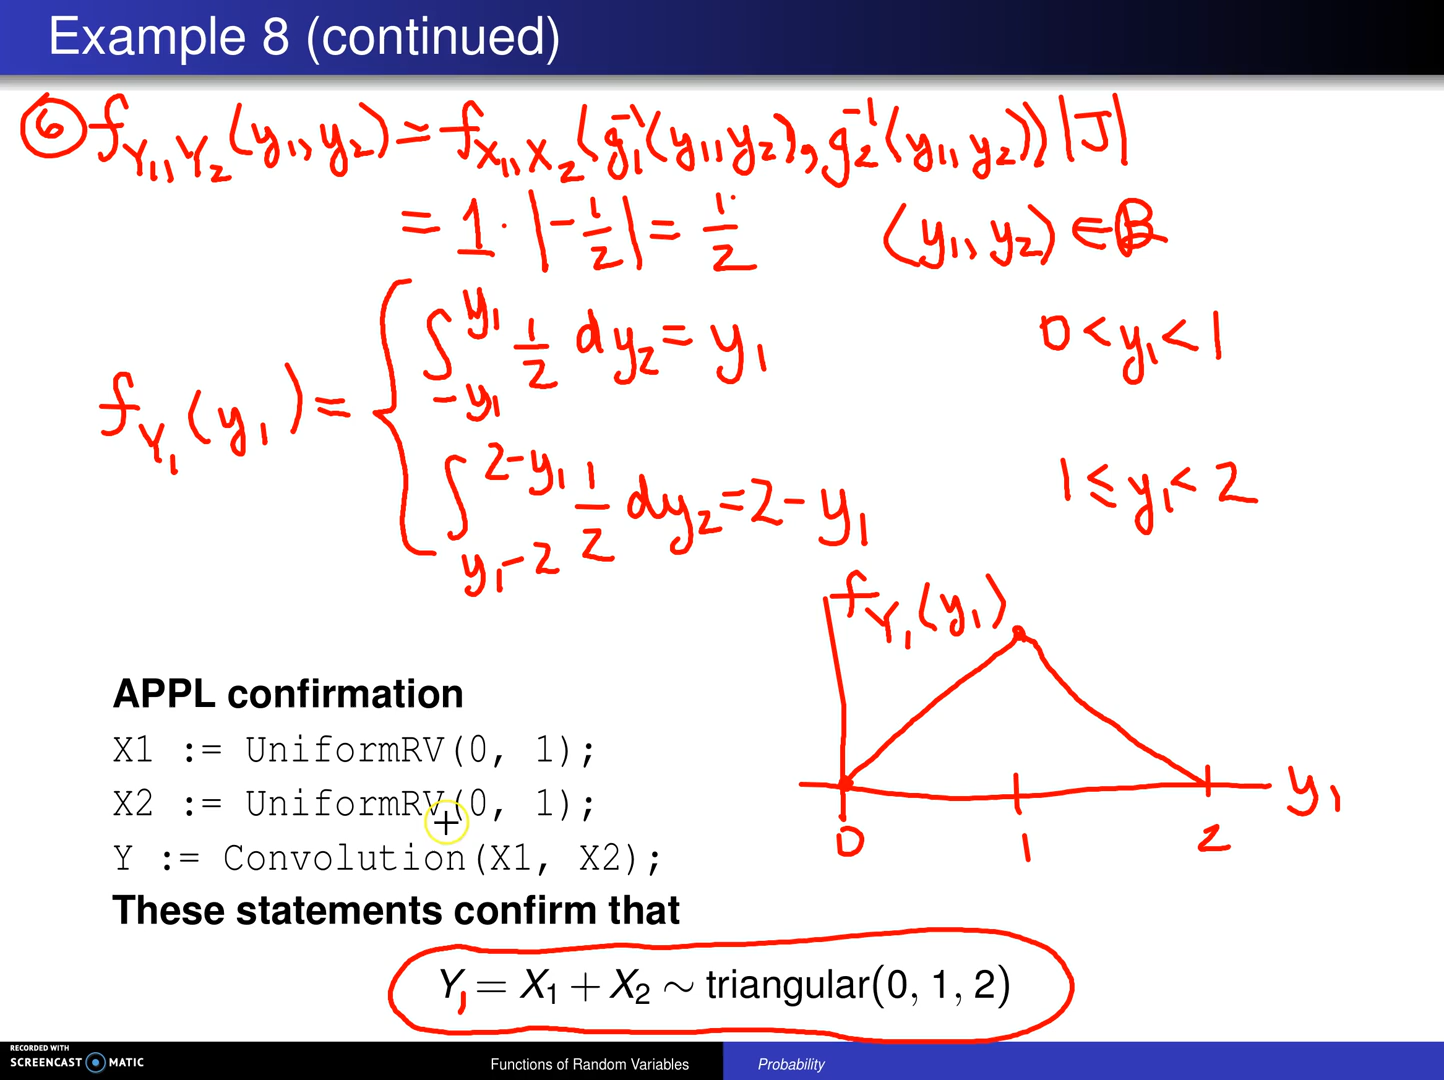 Example 8 (continued)
⑥ f_{Y₁,Y₂}(y₁,y₂) = f_{X₁,X₂}(g₁⁻¹(y₁,y₂), g₂⁻¹(y₁,y₂)) |J|
= 1 · |-1/2| = 1/2 (y₁,y₂) ∈ B
f_{Y₁}(y₁) = { ∫_{-y₁}^{y₁} 1/2 dy₂ = y₁ 0 < y₁ < 1
∫_{y₁-2}^{2-y₁} 1/2 dy₂ = 2 - y₁ 1 ≤ y₁ < 2
f_{Y₁}(y₁)
0 1 2 y₁
APPL confirmation
X1 := UniformRV(0, 1);
X2 := UniformRV(0, 1);
Y := Convolution(X1, X2);
These statements confirm that
Y₁ = X₁ + X₂ ∼ triangular(0, 1, 2)
RECORDED WITH
SCREENCAST MATIC
Functions of Random Variables Probability